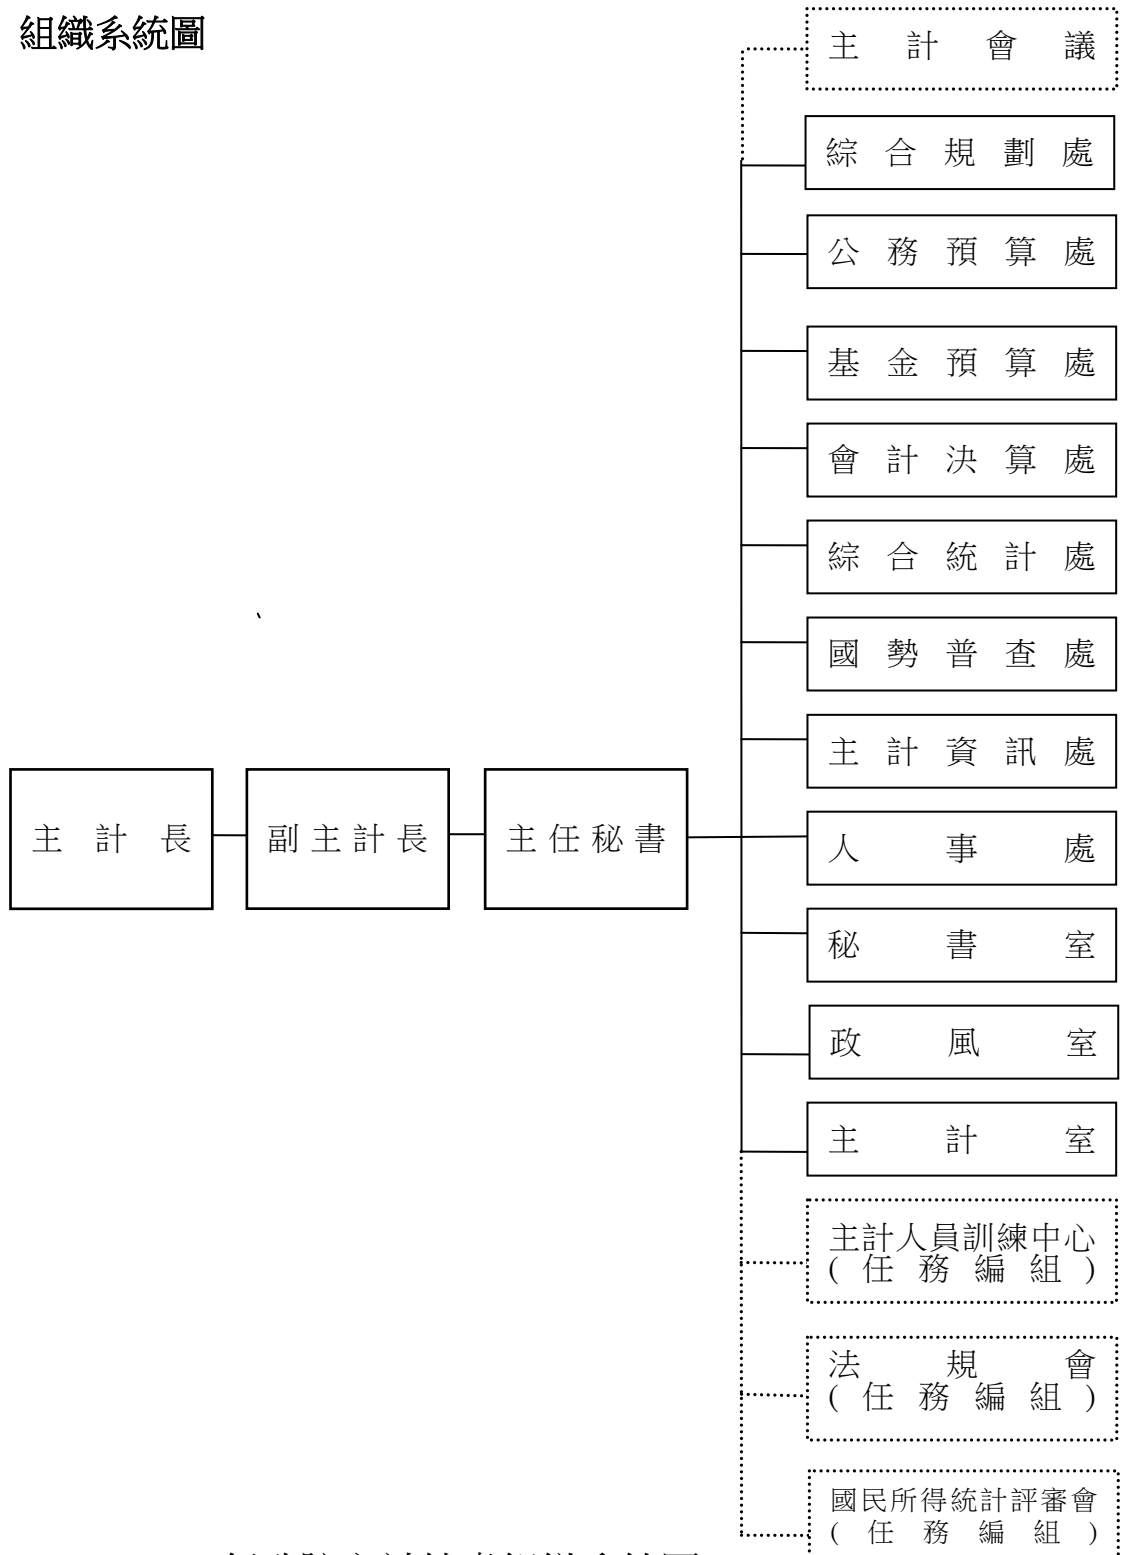 組織系統圖
主計會議
綜合規劃處
公務預算處
基金預算處
會計決算處
綜合統計處
國勢普查處
主計資訊處
主計長
副主計長
主任秘書
人事處
秘書室
政風室
主計室
主計人員訓練中心
(任務編組)
法規會
(任務編組)
國民所得統計評審會
(任務編組)